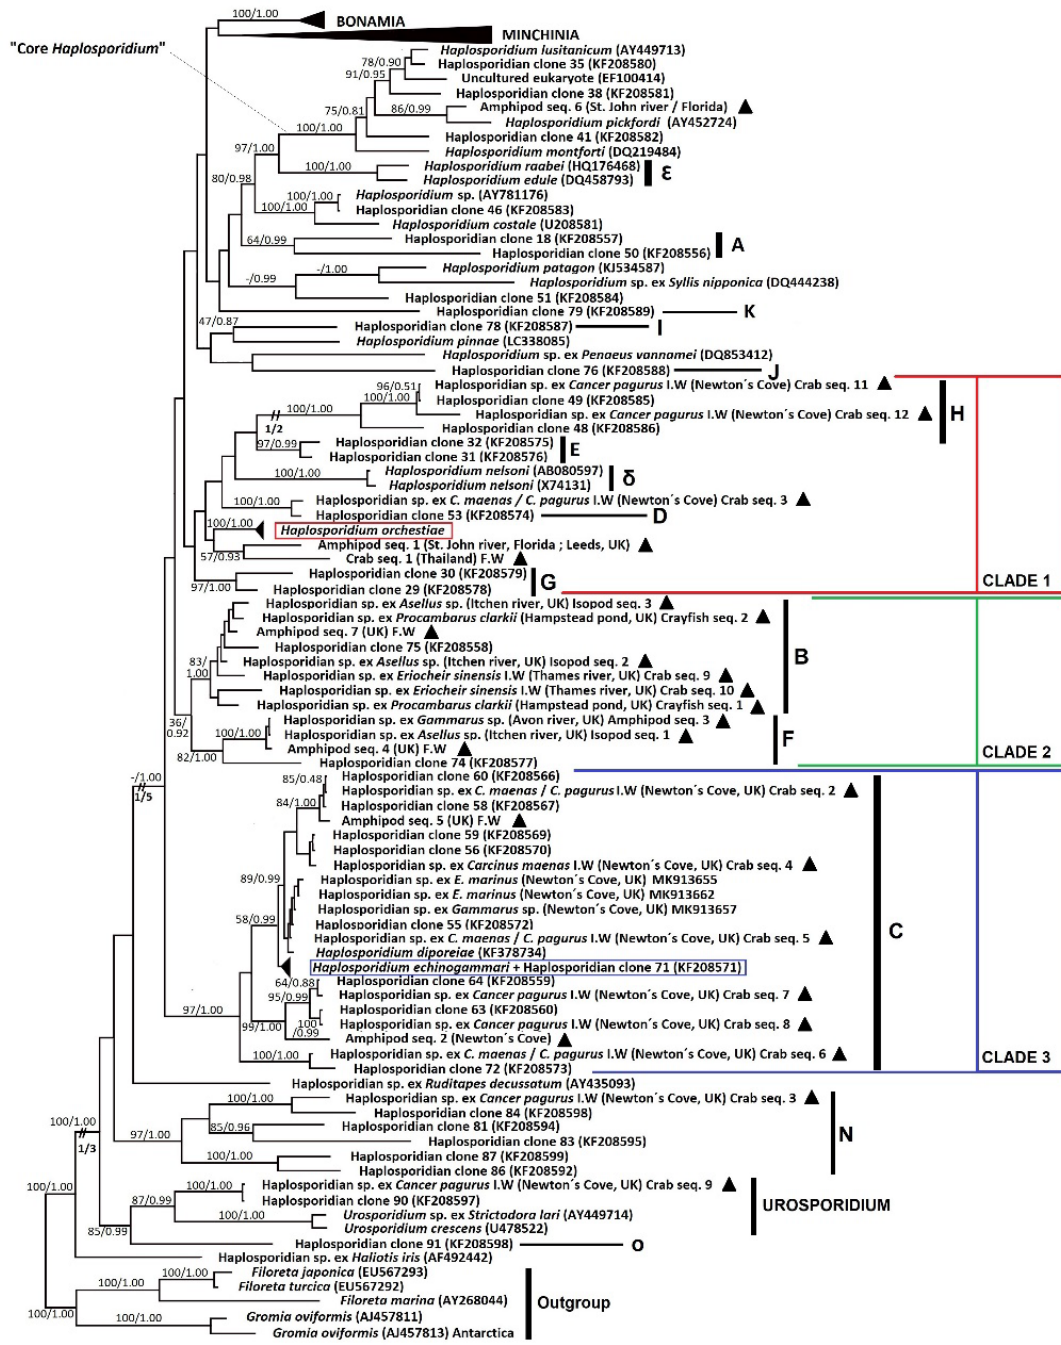 100/1.00
BONAMIA
MINCHINIA
"Core Haplosporidium"
Haplosporidium lusitanicum (AY449713)
78/0.90
Haplosporidian clone 35 (KF208580)
91/0.95
Uncultured eukaryote (EF100414)
Haplosporidian clone 38 (KF208581)
75/0.81
86/0.99
Amphipod seq. 6 (St. John river / Florida)
Haplosporidium pickfordi (AY452724)
100/1.00
Haplosporidian clone 41 (KF208582)
97/1.00
Haplosporidium montforti (DQ219484)
100/1.00
Haplosporidium raabei (HQ176468)
Haplosporidium edule (DQ458793)
ε
80/0.98
100/1.00
Haplosporidium sp. (AY781176)
100/1.00
Haplosporidian clone 46 (KF208583)
Haplosporidium costale (U208581)
64/0.99
Haplosporidian clone 18 (KF208557)
Haplosporidian clone 50 (KF208556)
A
-/1.00
Haplosporidium patagon (KJ534587)
-/0.99
Haplosporidium sp. ex Syllis nipponica (DQ444238)
Haplosporidian clone 51 (KF208584)
Haplosporidian clone 79 (KF208589)
K
47/0.87
Haplosporidian clone 78 (KF208587)
I
Haplosporidium pinnae (LC338085)
Haplosporidium sp. ex Penaeus vannamei (DQ853412)
Haplosporidian clone 76 (KF208588)
J
96/0.51
Haplosporidian sp. ex Cancer pagurus I.W (Newton´s Cove) Crab seq. 11
100/1.00
Haplosporidian clone 49 (KF208585)
100/1.00
1/2
Haplosporidian sp. ex Cancer pagurus I.W (Newton´s Cove) Crab seq. 12
H
Haplosporidian clone 48 (KF208586)
97/0.99
Haplosporidian clone 32 (KF208575)
Haplosporidian clone 31 (KF208576)
E
100/1.00
Haplosporidium nelsoni (AB080597)
Haplosporidium nelsoni (X74131)
δ
100/1.00
Haplosporidian sp. ex C. maenas / C. pagurus I.W (Newton´s Cove) Crab seq. 3
Haplosporidian clone 53 (KF208574)
D
100/1.00
Haplosporidium orchestiae
57/0.93
Amphipod seq. 1 (St. John river, Florida ; Leeds, UK)
Crab seq. 1 (Thailand) F.W
97/1.00
Haplosporidian clone 30 (KF208579)
Haplosporidian clone 29 (KF208578)
G
CLADE 1
Haplosporidian sp. ex Asellus sp. (Itchen river, UK) Isopod seq. 3
Haplosporidian sp. ex Procambarus clarkii (Hampstead pond, UK) Crayfish seq. 2
Amphipod seq. 7 (UK) F.W
Haplosporidian clone 75 (KF208558)
83/
1.00
Haplosporidian sp. ex Asellus sp. (Itchen river, UK) Isopod seq. 2
B
Haplosporidian sp. ex Eriocheir sinensis I.W (Thames river, UK) Crab seq. 9
Haplosporidian sp. ex Eriocheir sinensis I.W (Thames river, UK) Crab seq. 10
Haplosporidian sp. ex Procambarus clarkii (Hampstead pond, UK) Crayfish seq. 1
36/
0.92
Haplosporidian sp. ex Gammarus sp. (Avon river, UK) Amphipod seq. 3
100/1.00
Haplosporidian sp. ex Asellus sp. (Itchen river, UK) Isopod seq. 1
F
Amphipod seq. 4 (UK) F.W
82/1.00
Haplosporidian clone 74 (KF208577)
CLADE 2
-/1.00
1/5
85/0.48
Haplosporidian clone 60 (KF208566)
Haplosporidian sp. ex C. maenas / C. pagurus I.W (Newton´s Cove, UK) Crab seq. 2
84/1.00
Haplosporidian clone 58 (KF208567)
Amphipod seq. 5 (UK) F.W
Haplosporidian clone 59 (KF208569)
Haplosporidian clone 56 (KF208570)
Haplosporidian sp. ex Carcinus maenas I.W (Newton´s Cove, UK) Crab seq. 4
89/0.99
Haplosporidian sp. ex E. marinus (Newton´s Cove, UK) MK913655
Haplosporidian sp. ex E. marinus (Newton´s Cove, UK) MK913662
Haplosporidian sp. ex Gammarus sp. (Newton´s Cove, UK) MK913657
58/0.99
Haplosporidian clone 55 (KF208572)
C
Haplosporidian sp. ex C. maenas / C. pagurus I.W (Newton´s Cove, UK) Crab seq. 5
Haplosporidium diporeiae (KF378734)
Haplosporidium echinogammari + Haplosporidian clone 71 (KF208571)
64/0.88
Haplosporidian clone 64 (KF208559)
95/0.99
Haplosporidian sp. ex Cancer pagurus I.W (Newton´s Cove, UK) Crab seq. 7
97/1.00
Haplosporidian clone 63 (KF208560)
99/1.00
100
/0.99
Haplosporidian sp. ex Cancer pagurus I.W (Newton´s Cove, UK) Crab seq. 8
Amphipod seq. 2 (Newton´s Cove)
100/1.00
Haplosporidian sp. ex C. maenas / C. pagurus I.W (Newton´s Cove, UK) Crab seq. 6
Haplosporidian clone 72 (KF208573)
CLADE 3
Haplosporidian sp. ex Ruditapes decussatum (AY435093)
100/1.00
Haplosporidian sp. ex Cancer pagurus I.W (Newton´s Cove, UK) Crab seq. 3
Haplosporidian clone 84 (KF208598)
100/1.00
1/3
85/0.96
Haplosporidian clone 81 (KF208594)
97/1.00
Haplosporidian clone 83 (KF208595)
N
100/1.00
Haplosporidian clone 87 (KF208599)
Haplosporidian clone 86 (KF208592)
100/1.00
100/1.00
Haplosporidian sp. ex Cancer pagurus I.W (Newton´s Cove, UK) Crab seq. 9
87/0.99
Haplosporidian clone 90 (KF208597)
UROSPORIDIUM
100/1.00
Urosporidium sp. ex Strictodora lari (AY449714)
Urosporidium crescens (U478522)
85/0.99
Haplosporidian clone 91 (KF208598)
O
Haplosporidian sp. ex Haliotis iris (AF492442)
100/1.00
Filoreta japonica (EU567293)
Filoreta turcica (EU567292)
100/1.00
Filoreta marina (AY268044)
Outgroup
100/1.00
100/1.00
Gromia oviformis (AJ457811)
Gromia oviformis (AJ457813) Antarctica